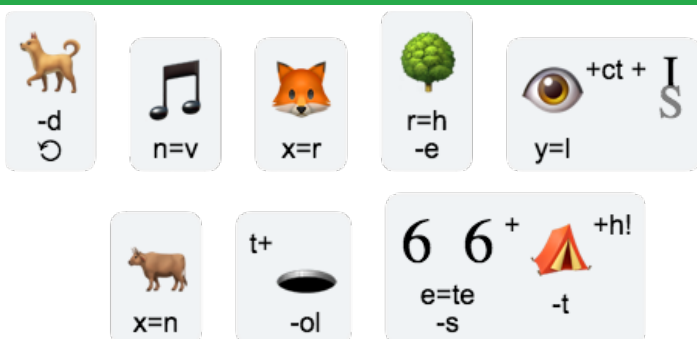 -d
n=v
x=r
r=h
-e
+ct + I
S
y=l
x=n
t+
-ol
6 6 + +h!
e=te
-s
-t